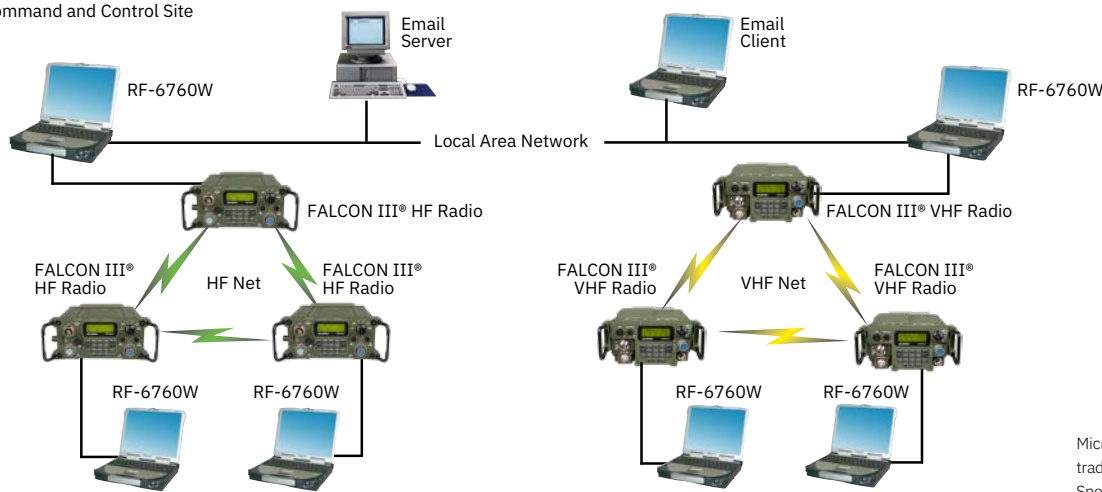 ommand and Control Site
Email
Server
Email
Client
RF-6760W
RF-6760W
Local Area Network
FALCON III® HF Radio
FALCON III® VHF Radio
FALCON III®
HF Radio
HF Net
FALCON III®
HF Radio
FALCON III®
VHF Radio
VHF Net
FALCON III®
VHF Radio
RF-6760W
RF-6760W
RF-6760W
RF-6760W
Micr
trad